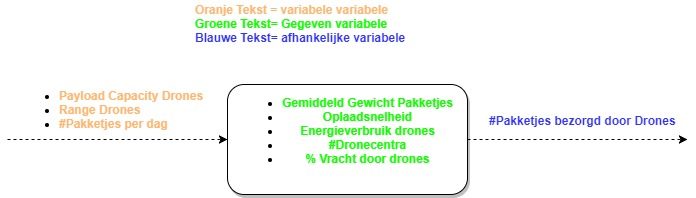 Oranje Tekst = variabele variabele
Groene Tekst= Gegeven variabele
Blauwe Tekst= afhankelijke variabele
Payload Capacity Drones
Range Drones
#Pakketjes per dag
Gemiddeld Gewicht Pakketjes
Oplaadsnelheid
Energieverbruik drones
#Dronecentra
% Vracht door drones
#Pakketjes bezorgd door Drones